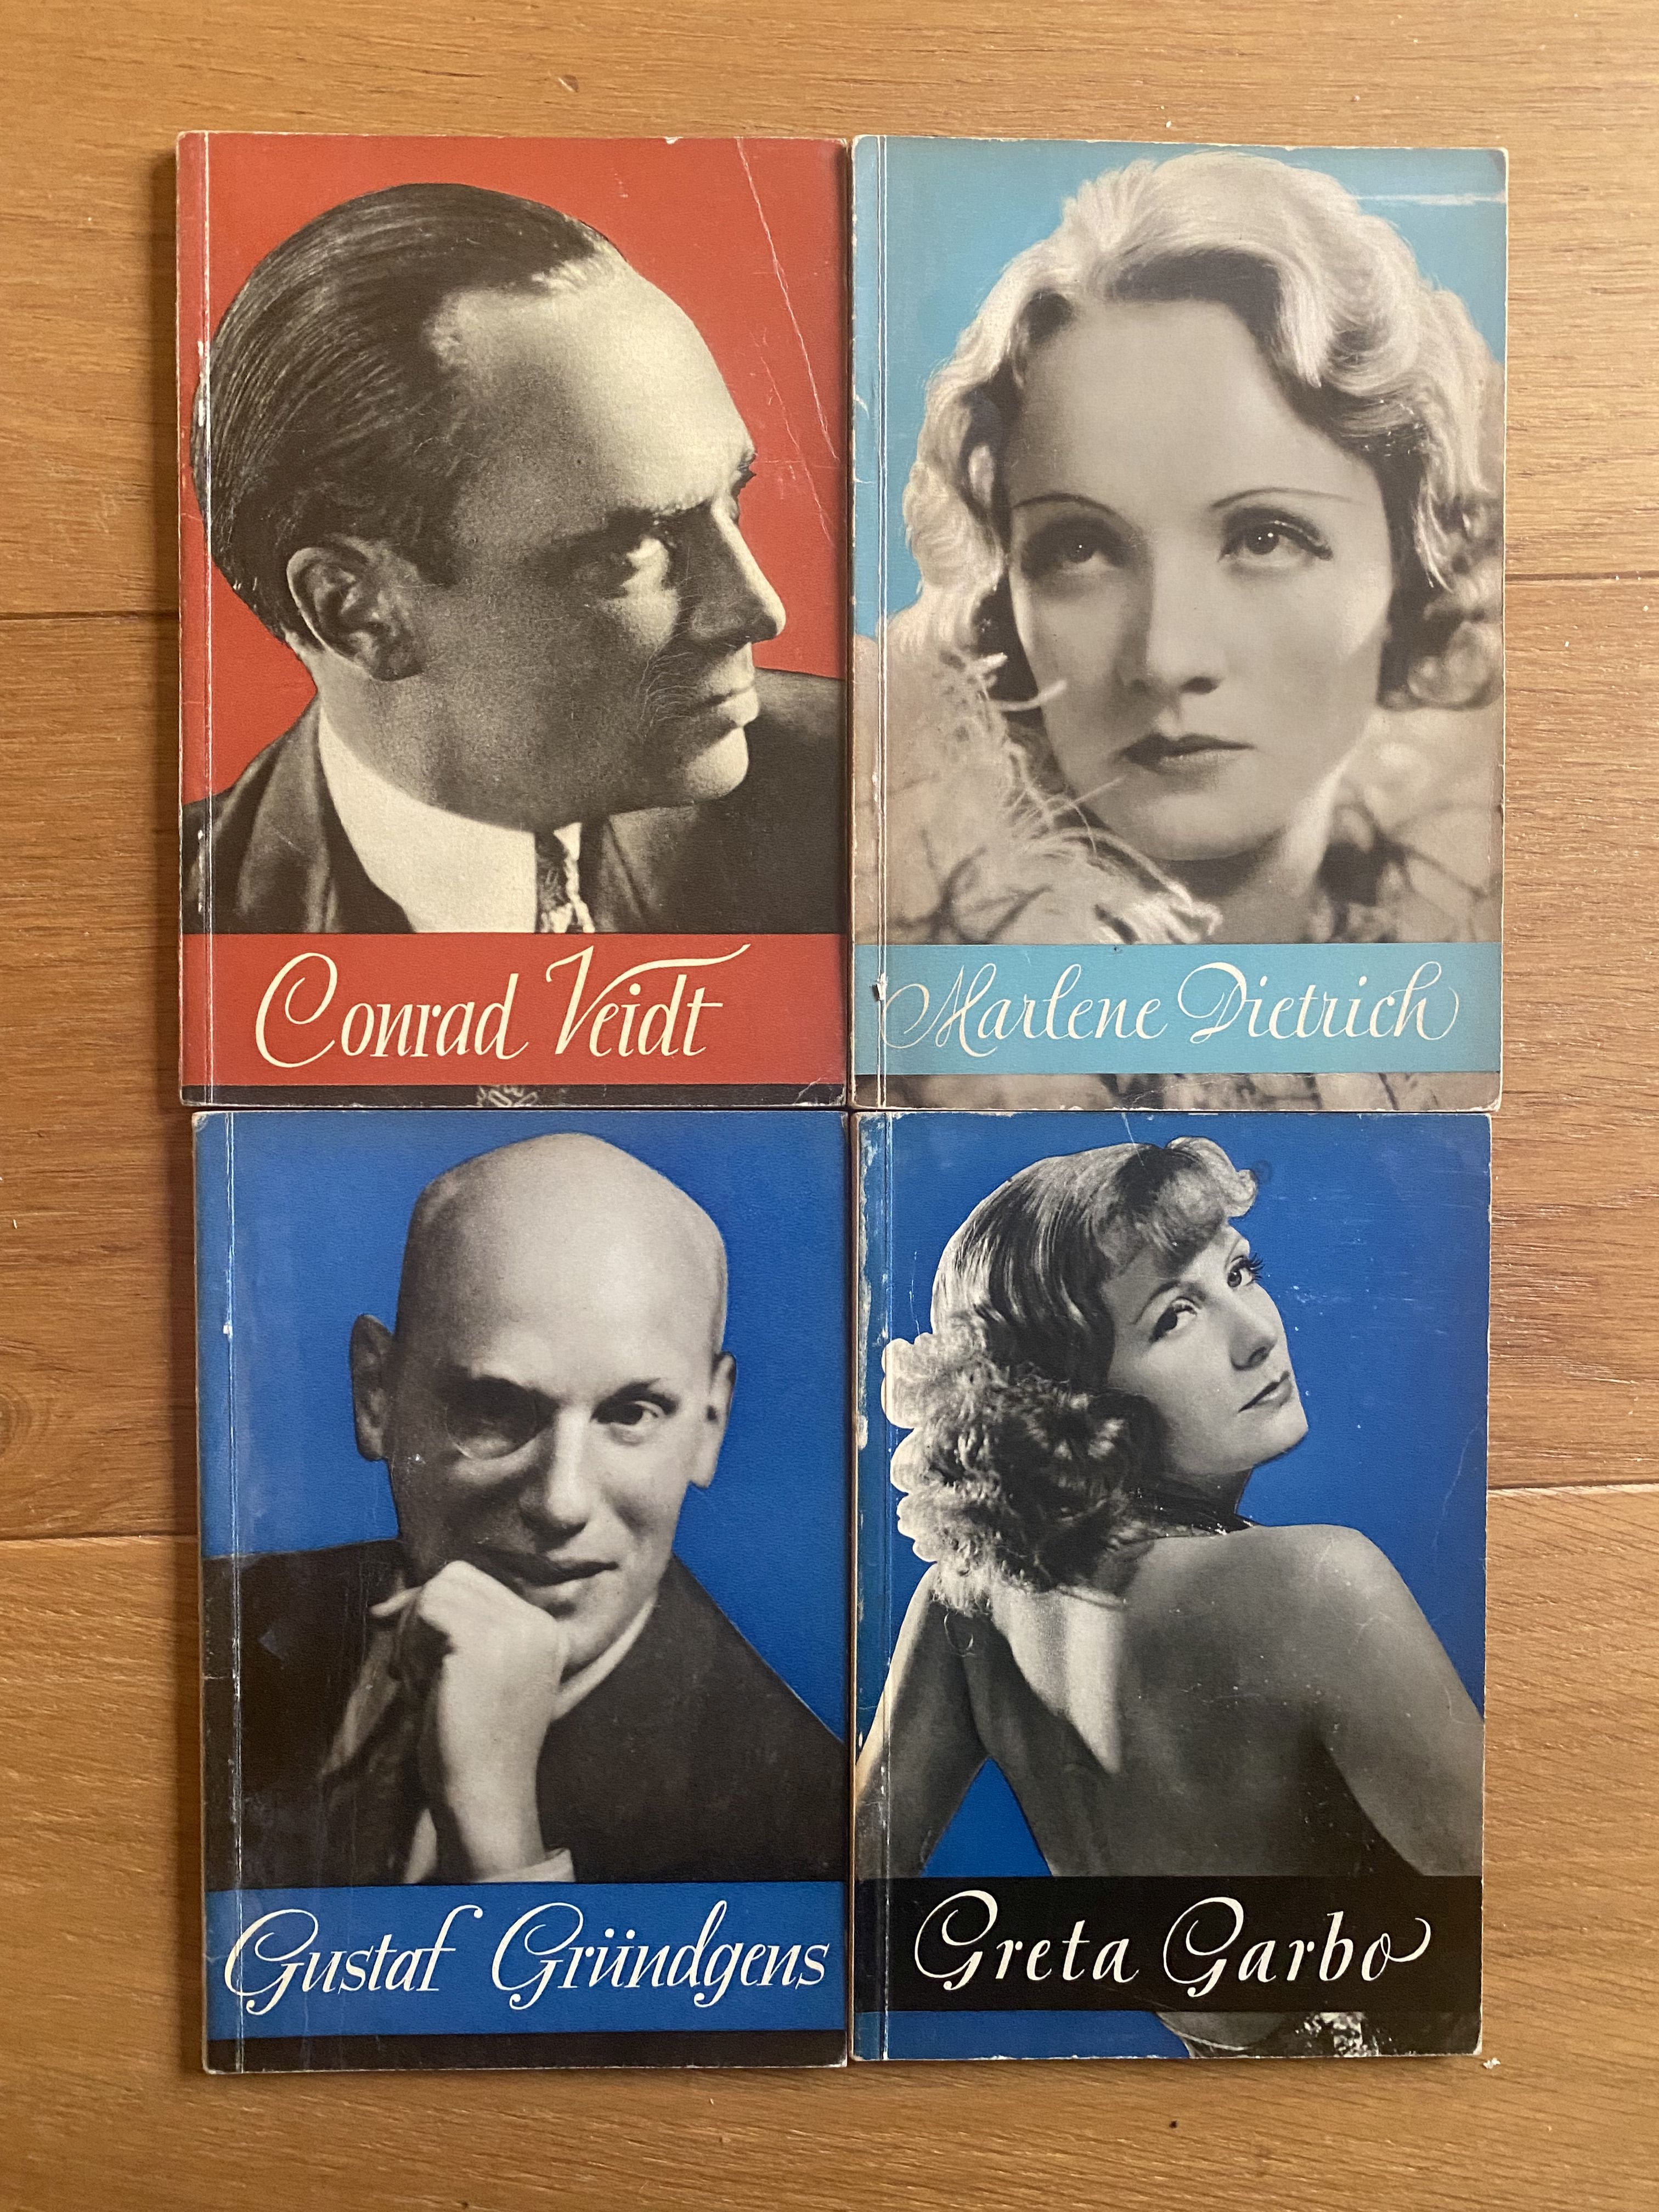 Conrad Veidt
Marlene Dietrich
Gustaf Gründgens
Greta Garbo